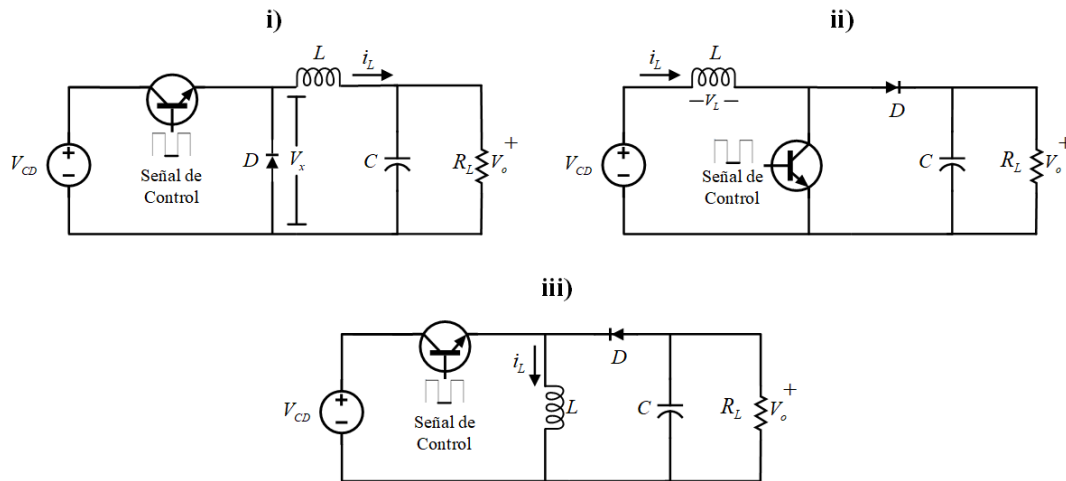 i)
L
i_L
V_CD
+
−
Señal de
Control
D
V_x
C
R_L
V_o
+
ii)
i_L
L
—V_L—
D
V_CD
+
−
Señal de
Control
C
R_L
V_o
+
iii)
V_CD
+
−
Señal de
Control
i_L
L
D
C
R_L
V_o
+